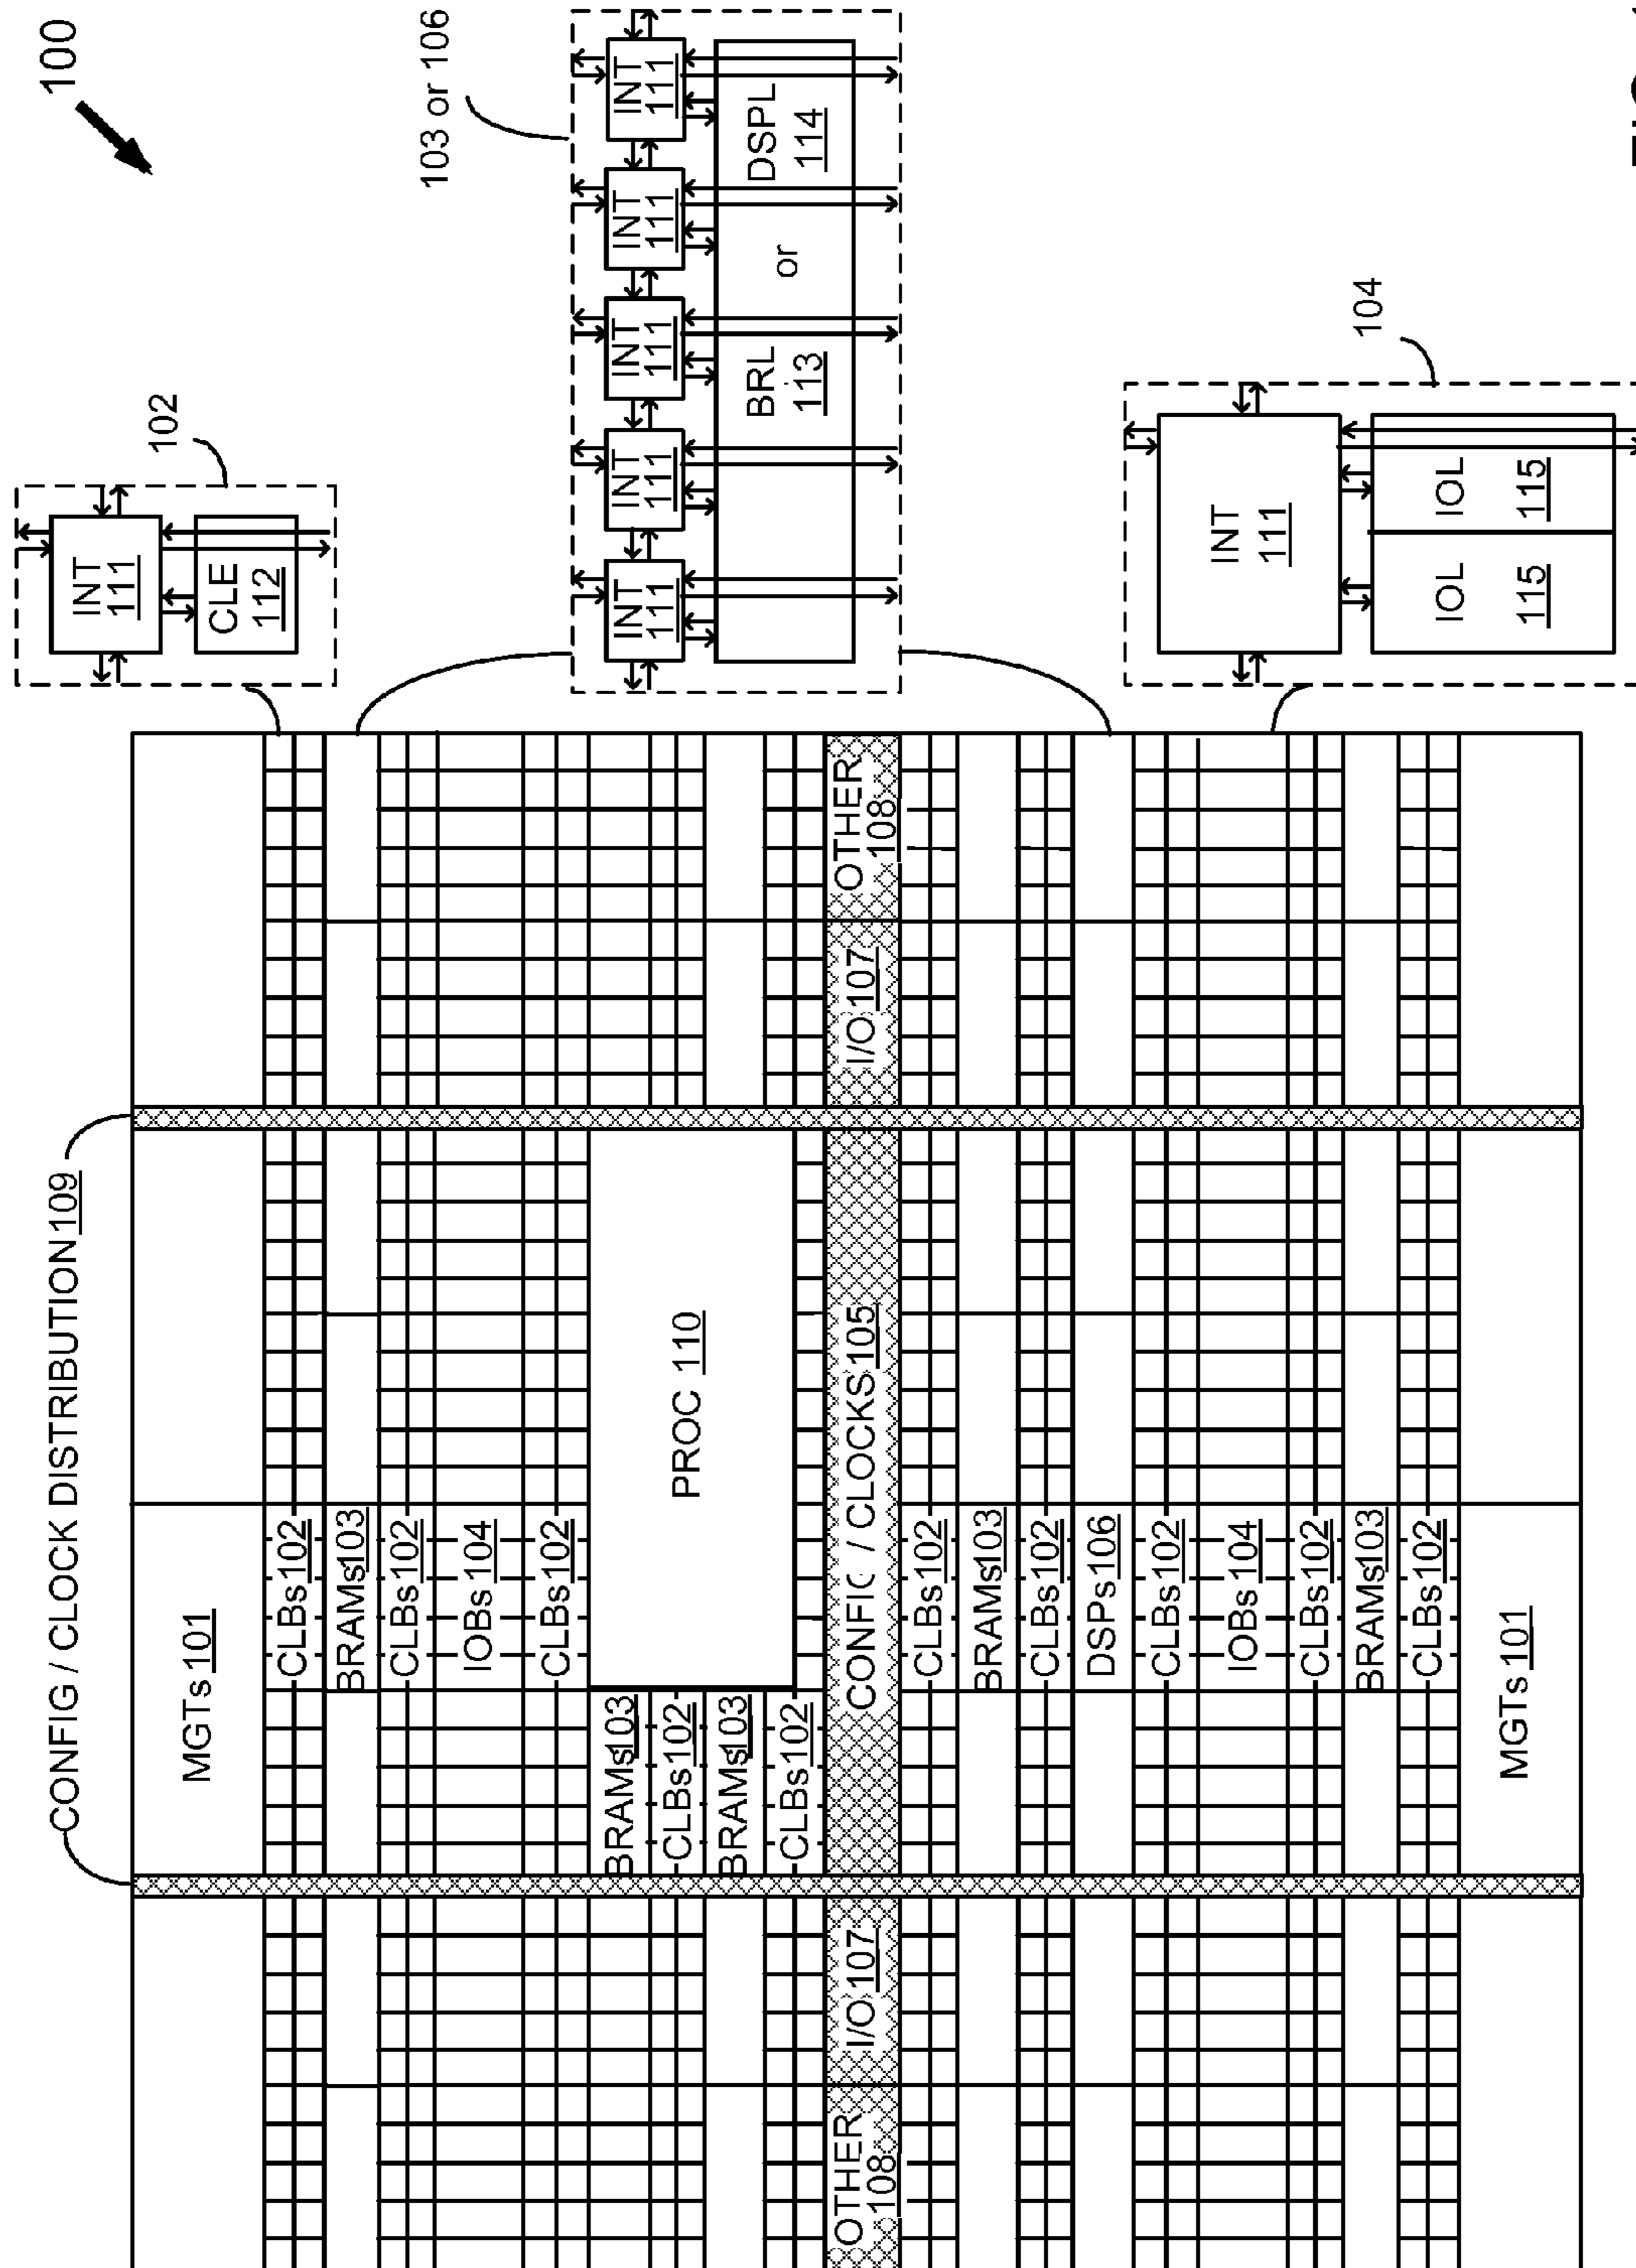 100
CONFIG / CLOCK DISTRIBUTION 109
MGTs 101
CLBs 102
BRAMs 103
CLBs 102
IOBs 104
CLBs 102
BRAMs 103
CLBs 102
BRAMs 103
CLBs 102
PROC 110
OTHER
108
I/O 107
CONFIG / CLOCKS 105
I/O 107
OTHER
108
CLBs 102
BRAMs 103
CLBs 102
DSPs 106
CLBs 102
IOBs 104
CLBs 102
BRAMs 103
CLBs 102
MGTs 101
102
INT
111
CLE
112
103 or 106
INT
111
INT
111
INT
111
INT
111
INT
111
BRL
113
or
DSPL
114
104
INT
111
IOL
115
IOL
115